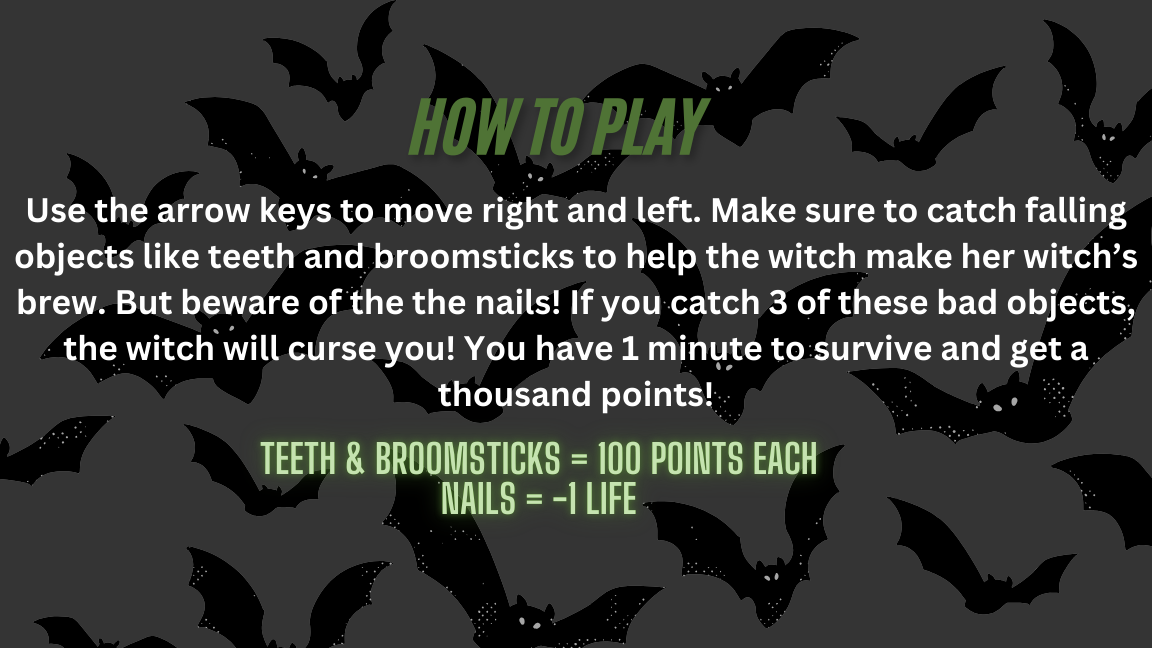 HOW TO PLAY
Use the arrow keys to move right and left. Make sure to catch falling
objects like teeth and broomsticks to help the witch make her witch’s
brew. But beware of the the nails! If you catch 3 of these bad objects,
the witch will curse you! You have 1 minute to survive and get a
thousand points!
TEETH & BROOMSTICKS = 100 POINTS EACH
NAILS = -1 LIFE